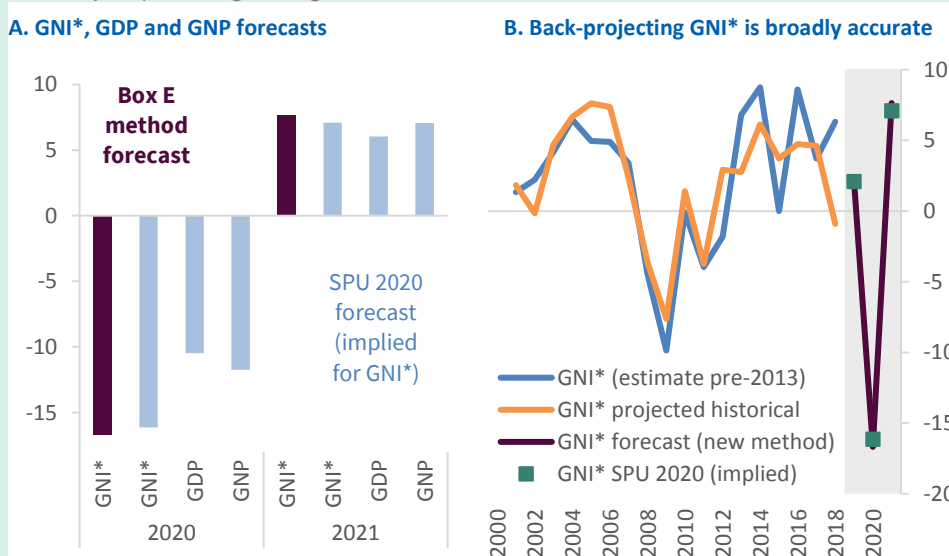 A. GNI*, GDP and GNP forecasts
10
5
0
-5
-10
-15
Box E
method
forecast
SPU 2020
forecast
(implied
for GNI*)
GNI*
GNI*
GDP
GNP
GNI*
GNI*
GDP
GNP
2020
2021
B. Back-projecting GNI* is broadly accurate
10
5
0
-5
-10
-15
-20
GNI* (estimate pre-2013)
GNI* projected historical
GNI* forecast (new method)
GNI* SPU 2020 (implied)
2000
2002
2004
2006
2008
2010
2012
2014
2016
2018
2020